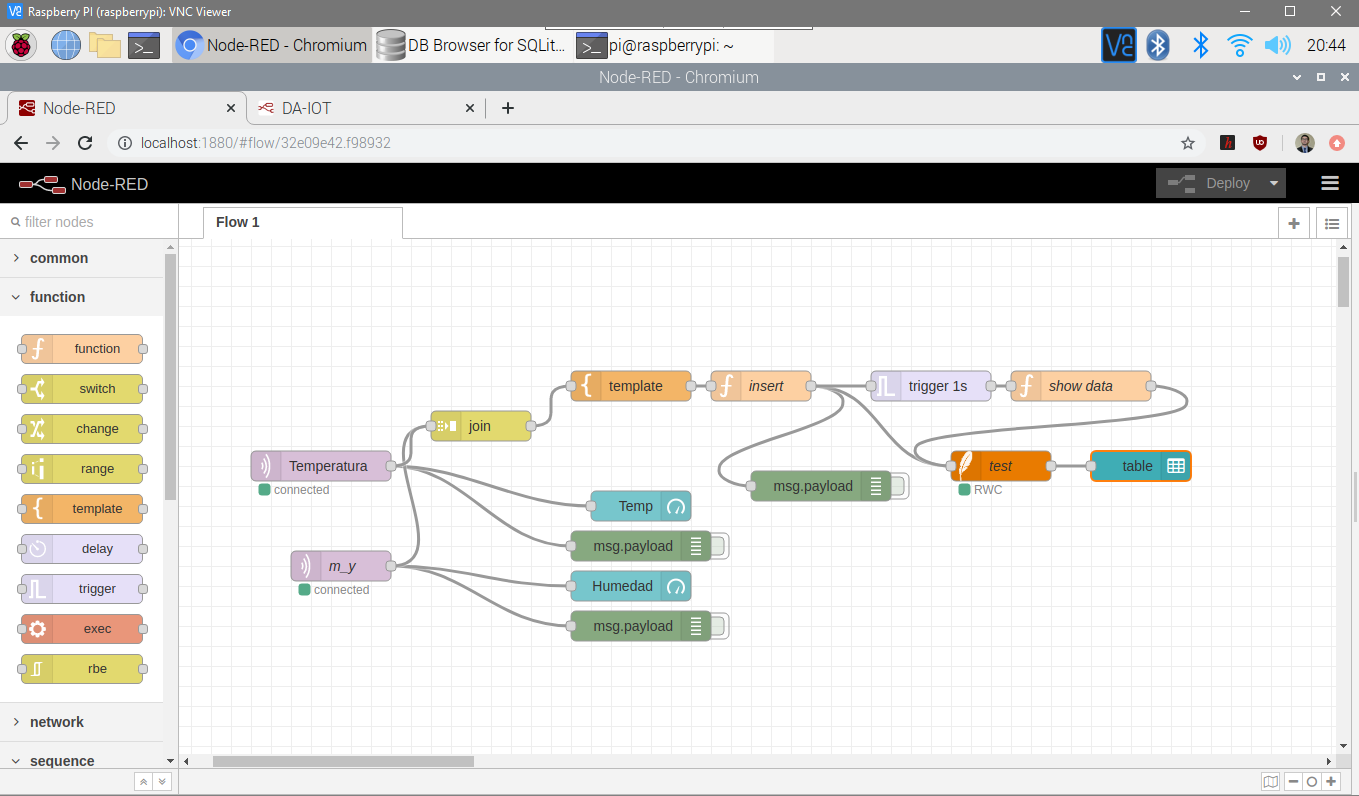 Raspberry PI (raspberrypi): VNC Viewer
Node-RED - Chromium
DB Browser for SQLit...
pi@raspberrypi: ~
20:44
Node-RED - Chromium
Node-RED
DA-IOT
localhost:1880/#flow/32e09e42.f98932
Node-RED
Deploy
filter nodes
Flow 1
common
function
function
switch
change
range
template
delay
trigger
exec
rbe
network
sequence
template
insert
trigger 1s
show data
join
Temperatura
connected
test
RWC
table
msg.payload
Temp
msg.payload
m_y
connected
Humedad
msg.payload